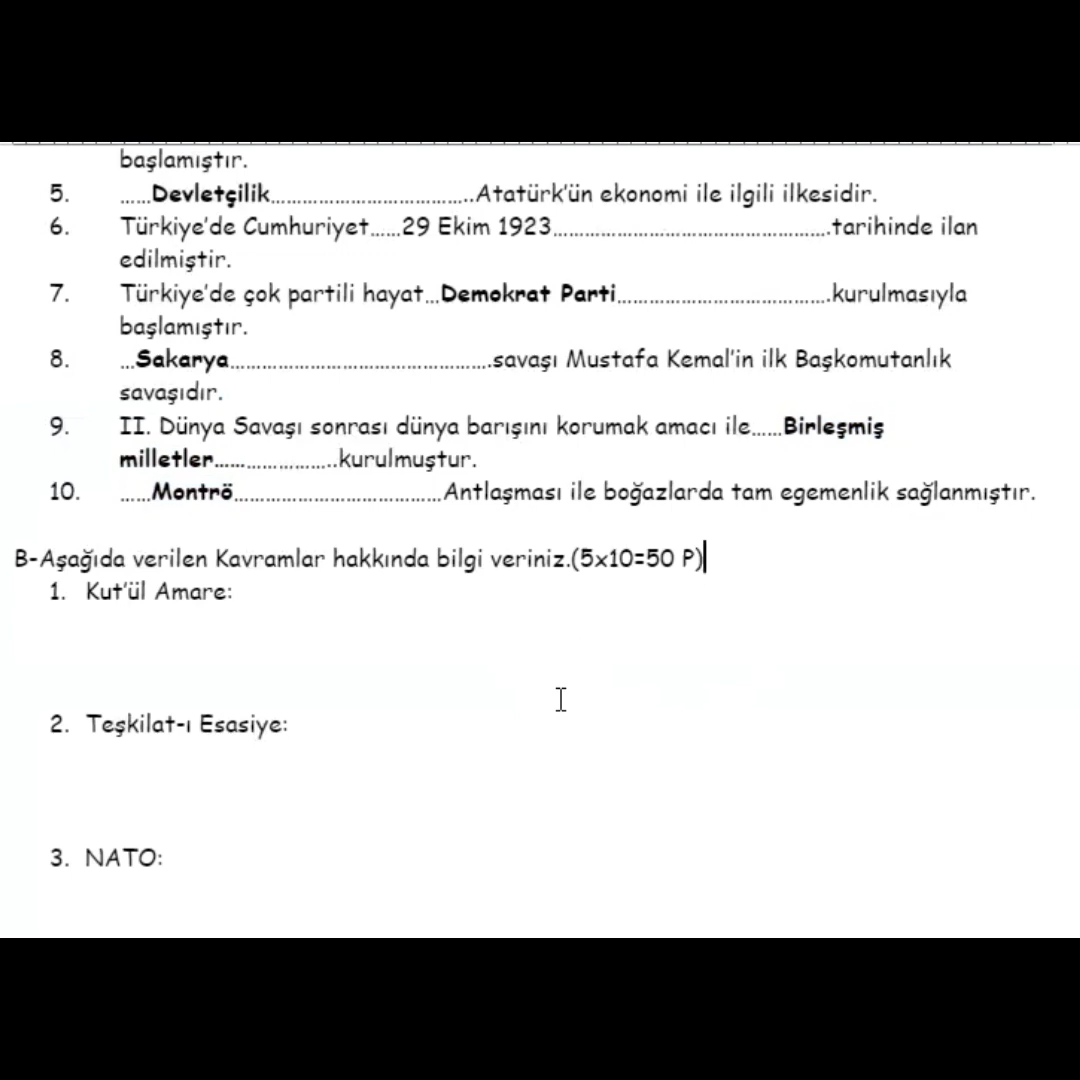 başlamıştır.
5. ......Devletçilik......................................Atatürk'ün ekonomi ile ilgili ilkesidir.
6. Türkiye'de Cumhuriyet......29 Ekim 1923....................................................tarihinde ilan
edilmiştir.
7. Türkiye'de çok partili hayat...Demokrat Parti........................................kurulmasıyla
başlamıştır.
8. ...Sakarya.................................................savaşı Mustafa Kemal'in ilk Başkomutanlık
savaşıdır.
9. II. Dünya Savaşı sonrası dünya barışını korumak amacı ile......Birleşmiş
milletler.......................kurulmuştur.
10. ......Montrö.......................................Antlaşması ile boğazlarda tam egemenlik sağlanmıştır.
B-Aşağıda verilen Kavramlar hakkında bilgi veriniz.(5x10=50 P)
1. Kut'ül Amare:
2. Teşkilat-ı Esasiye:
3. NATO: